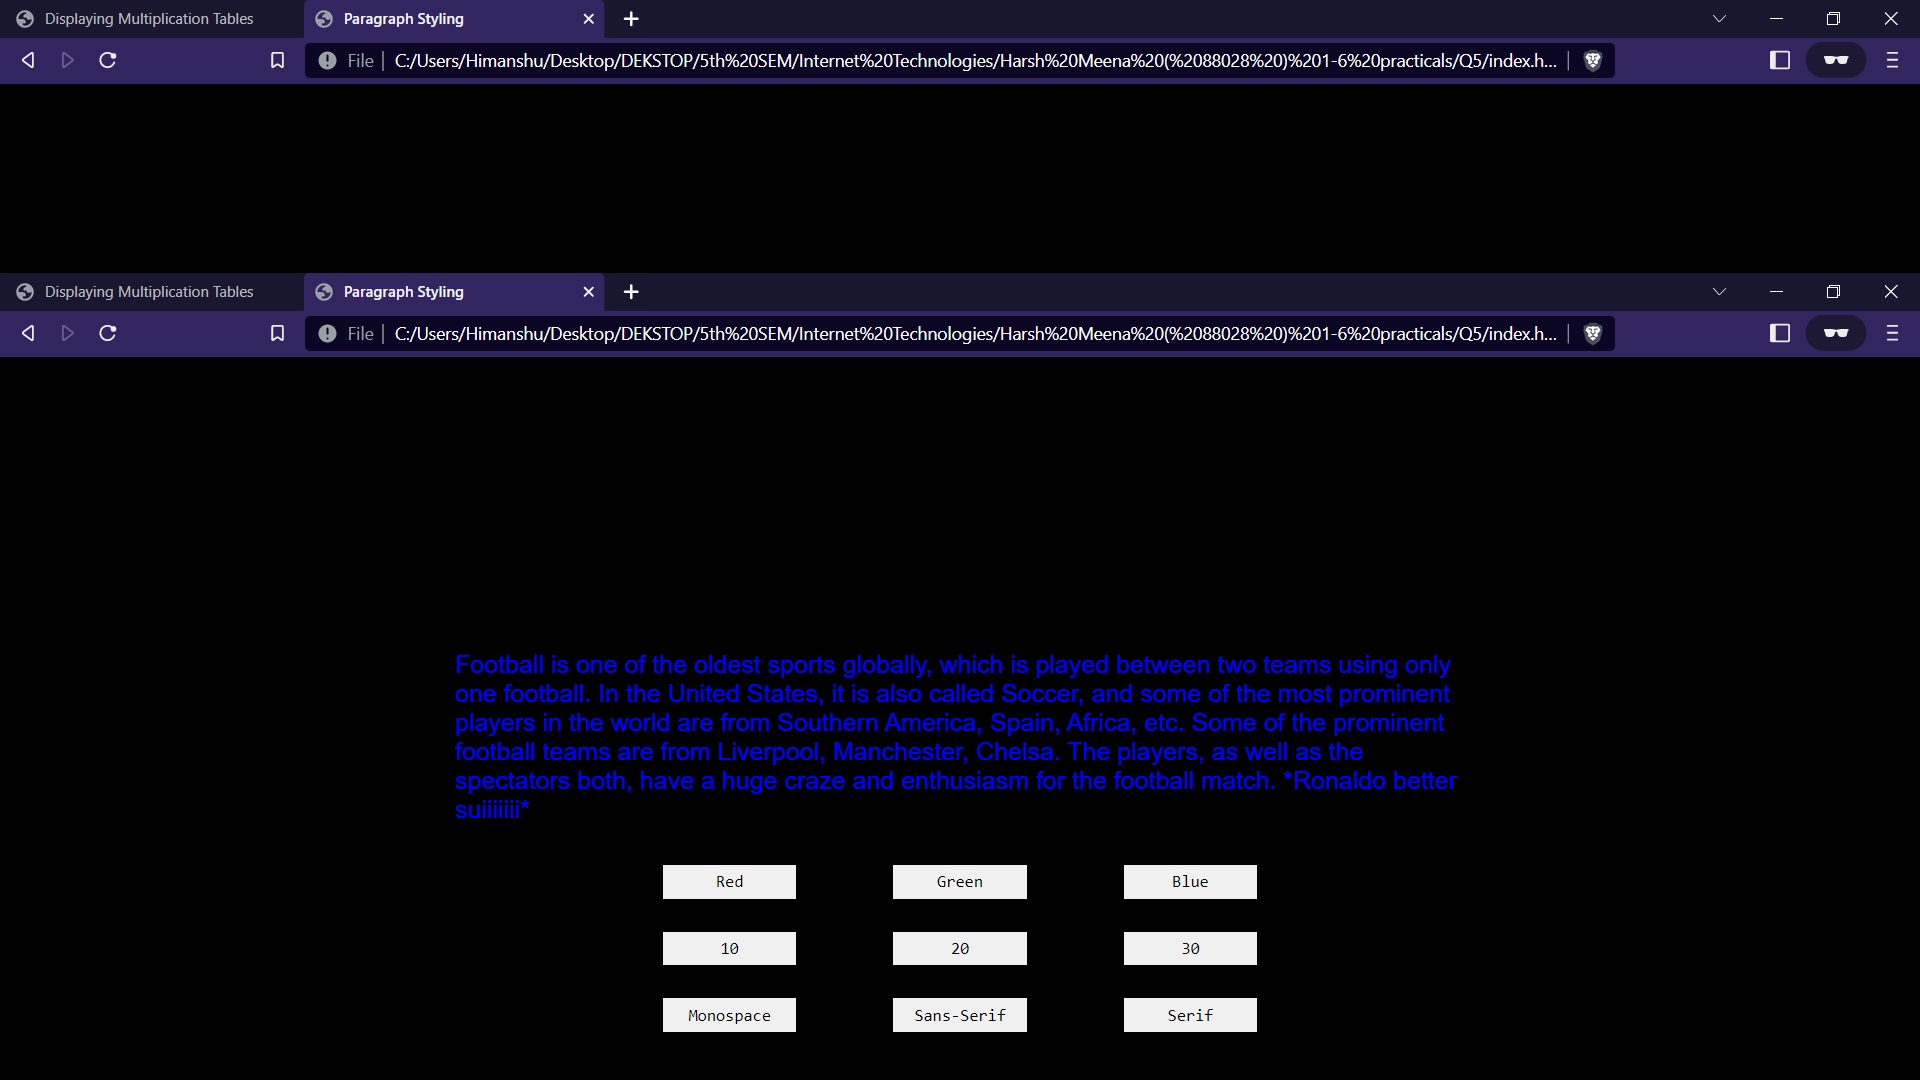 Displaying Multiplication Tables
Paragraph Styling
File
C:/Users/Himanshu/Desktop/DEKSTOP/5th%20SEM/Internet%20Technologies/Harsh%20Meena%20(%2088028%20)%201-6%20practicals/Q5/index.h...
Displaying Multiplication Tables
Paragraph Styling
File
C:/Users/Himanshu/Desktop/DEKSTOP/5th%20SEM/Internet%20Technologies/Harsh%20Meena%20(%2088028%20)%201-6%20practicals/Q5/index.h...
Football is one of the oldest sports globally, which is played between two teams using only
one football. In the United States, it is also called Soccer, and some of the most prominent
players in the world are from Southern America, Spain, Africa, etc. Some of the prominent
football teams are from Liverpool, Manchester, Chelsa. The players, as well as the
spectators both, have a huge craze and enthusiasm for the football match. *Ronaldo better
suiiiiiii*
Red Green Blue
10 20 30
Monospace Sans-Serif Serif